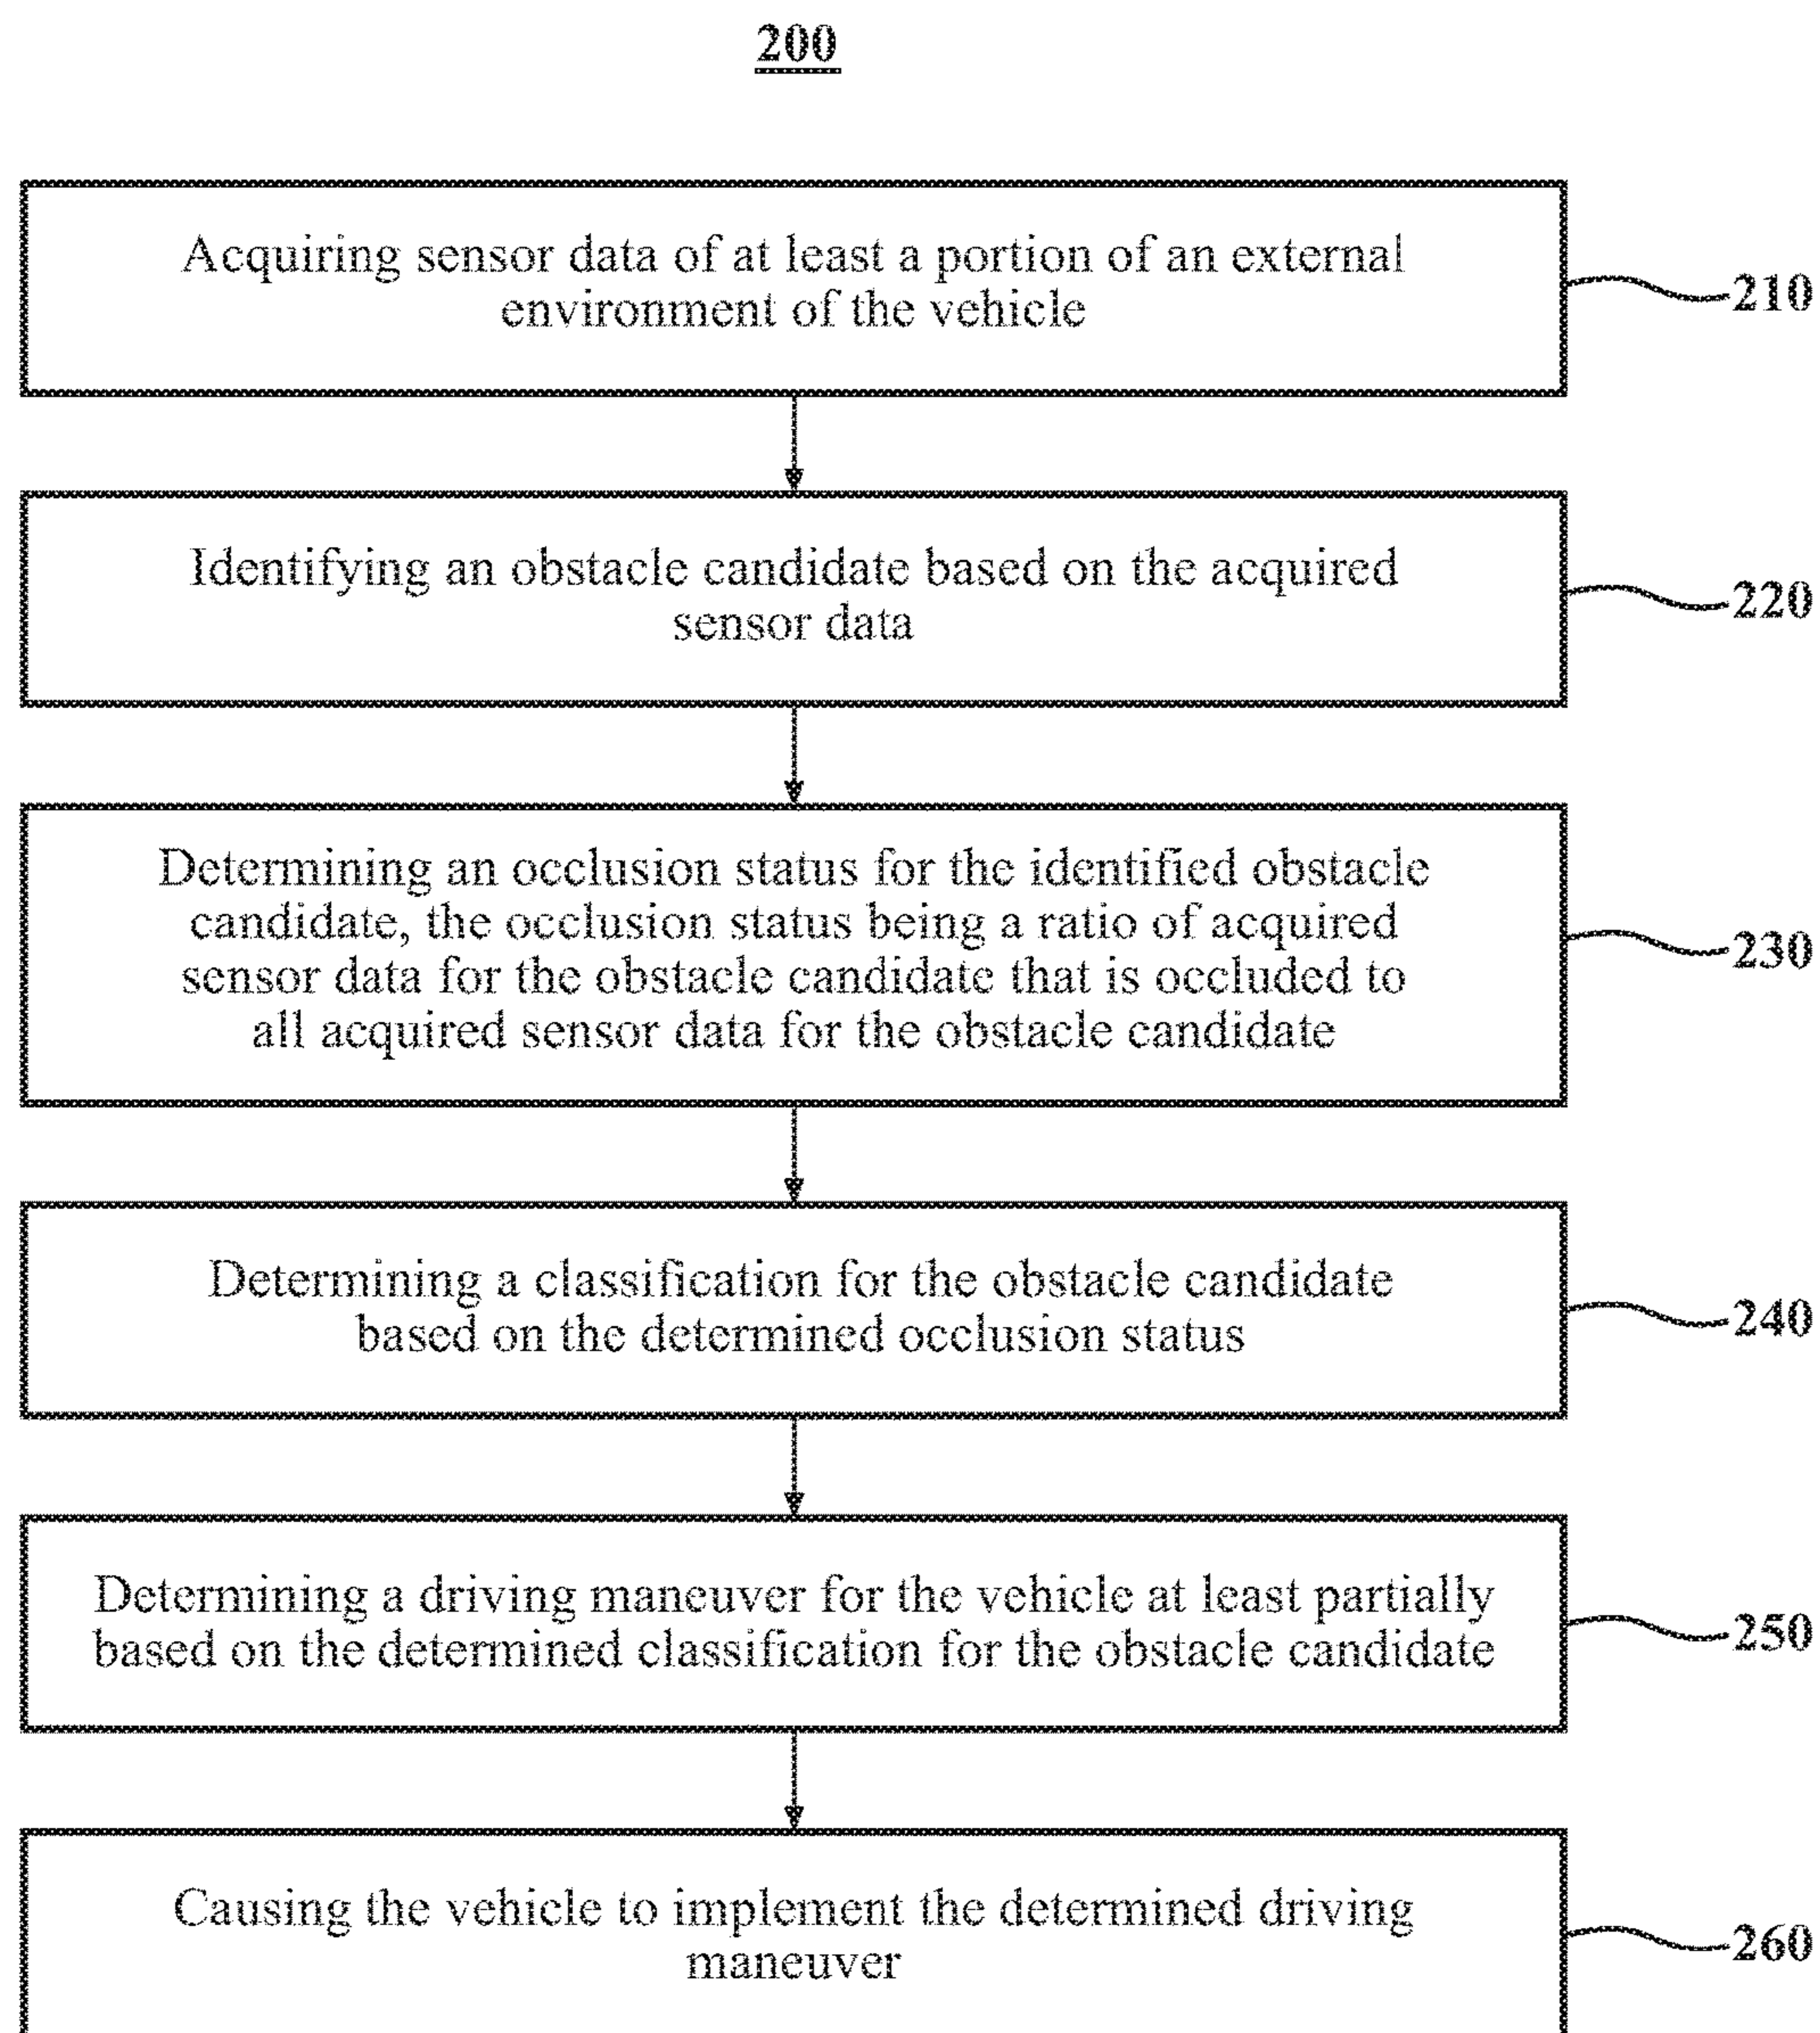 200
Acquiring sensor data of at least a portion of an external
environment of the vehicle
210
Identifying an obstacle candidate based on the acquired
sensor data
220
Determining an occlusion status for the identified obstacle
candidate, the occlusion status being a ratio of acquired
sensor data for the obstacle candidate that is occluded to
all acquired sensor data for the obstacle candidate
230
Determining a classification for the obstacle candidate
based on the determined occlusion status
240
Determining a driving maneuver for the vehicle at least partially
based on the determined classification for the obstacle candidate
250
Causing the vehicle to implement the determined driving
maneuver
260